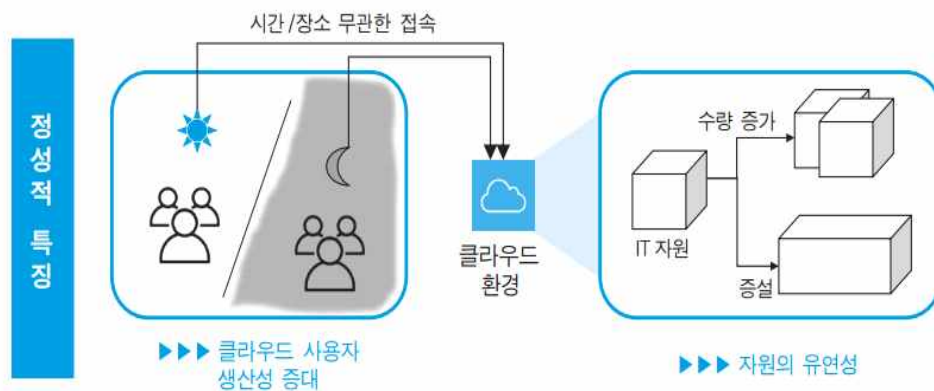 시간/장소 무관한 접속
정성적 특징
클라우드
환경
수량 증가
IT 자원
증설
▶▶▶ 클라우드 사용자
생산성 증대
▶▶▶ 자원의 유연성